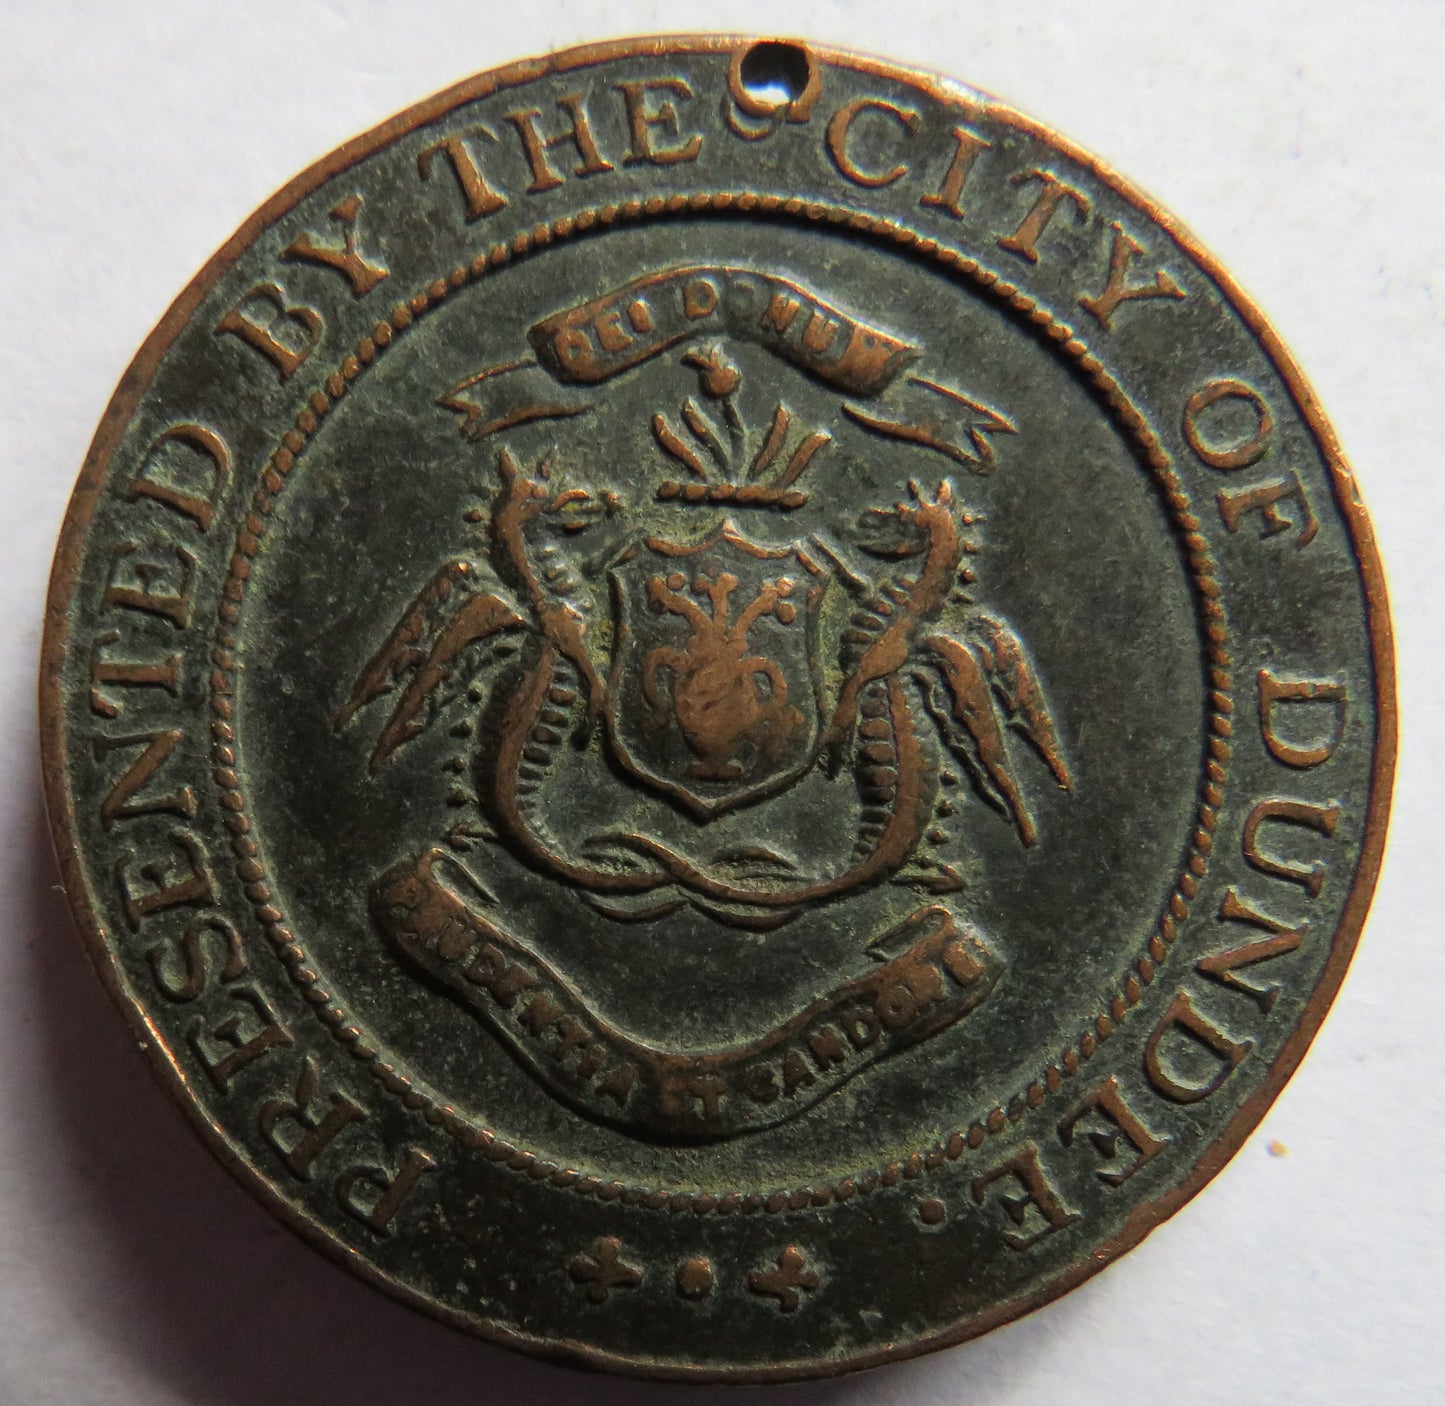 PRESENTED BY THE CITY OF DUNDEE.
DEI DONUM
PRUDENTIA ET CANDORE